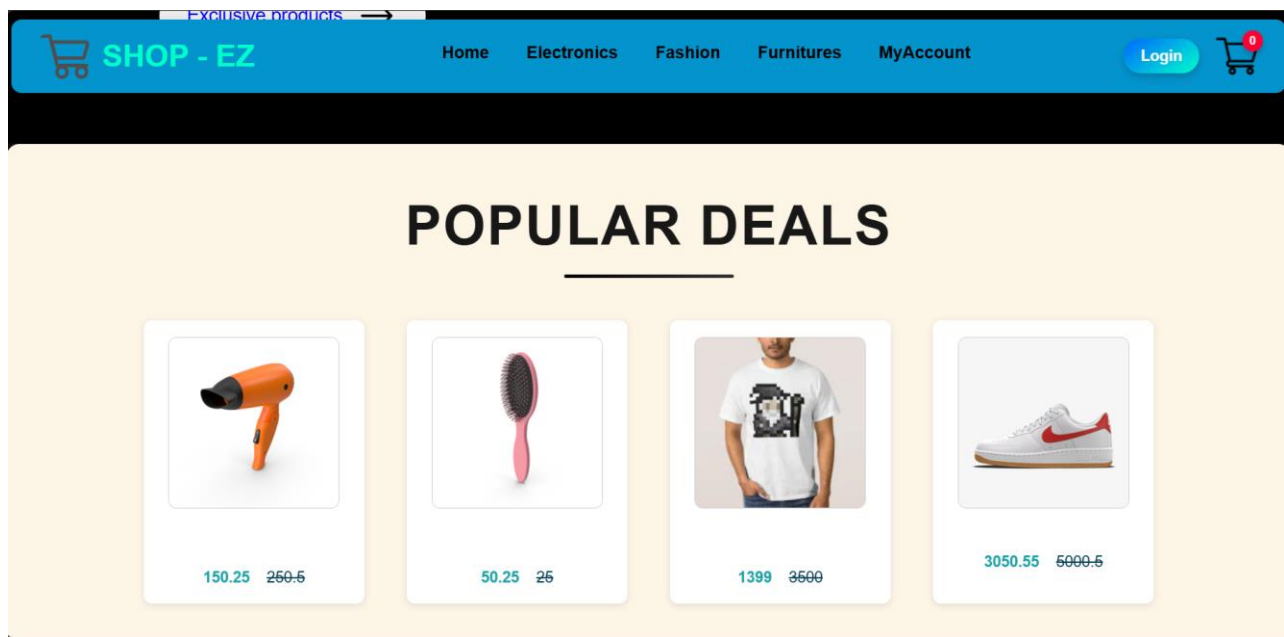 Exclusive products
SHOP - EZ
Home
Electronics
Fashion
Furnitures
MyAccount
Login
0
POPULAR DEALS
150.25 250.5
50.25 25
1399 3500
3050.55 5000.5